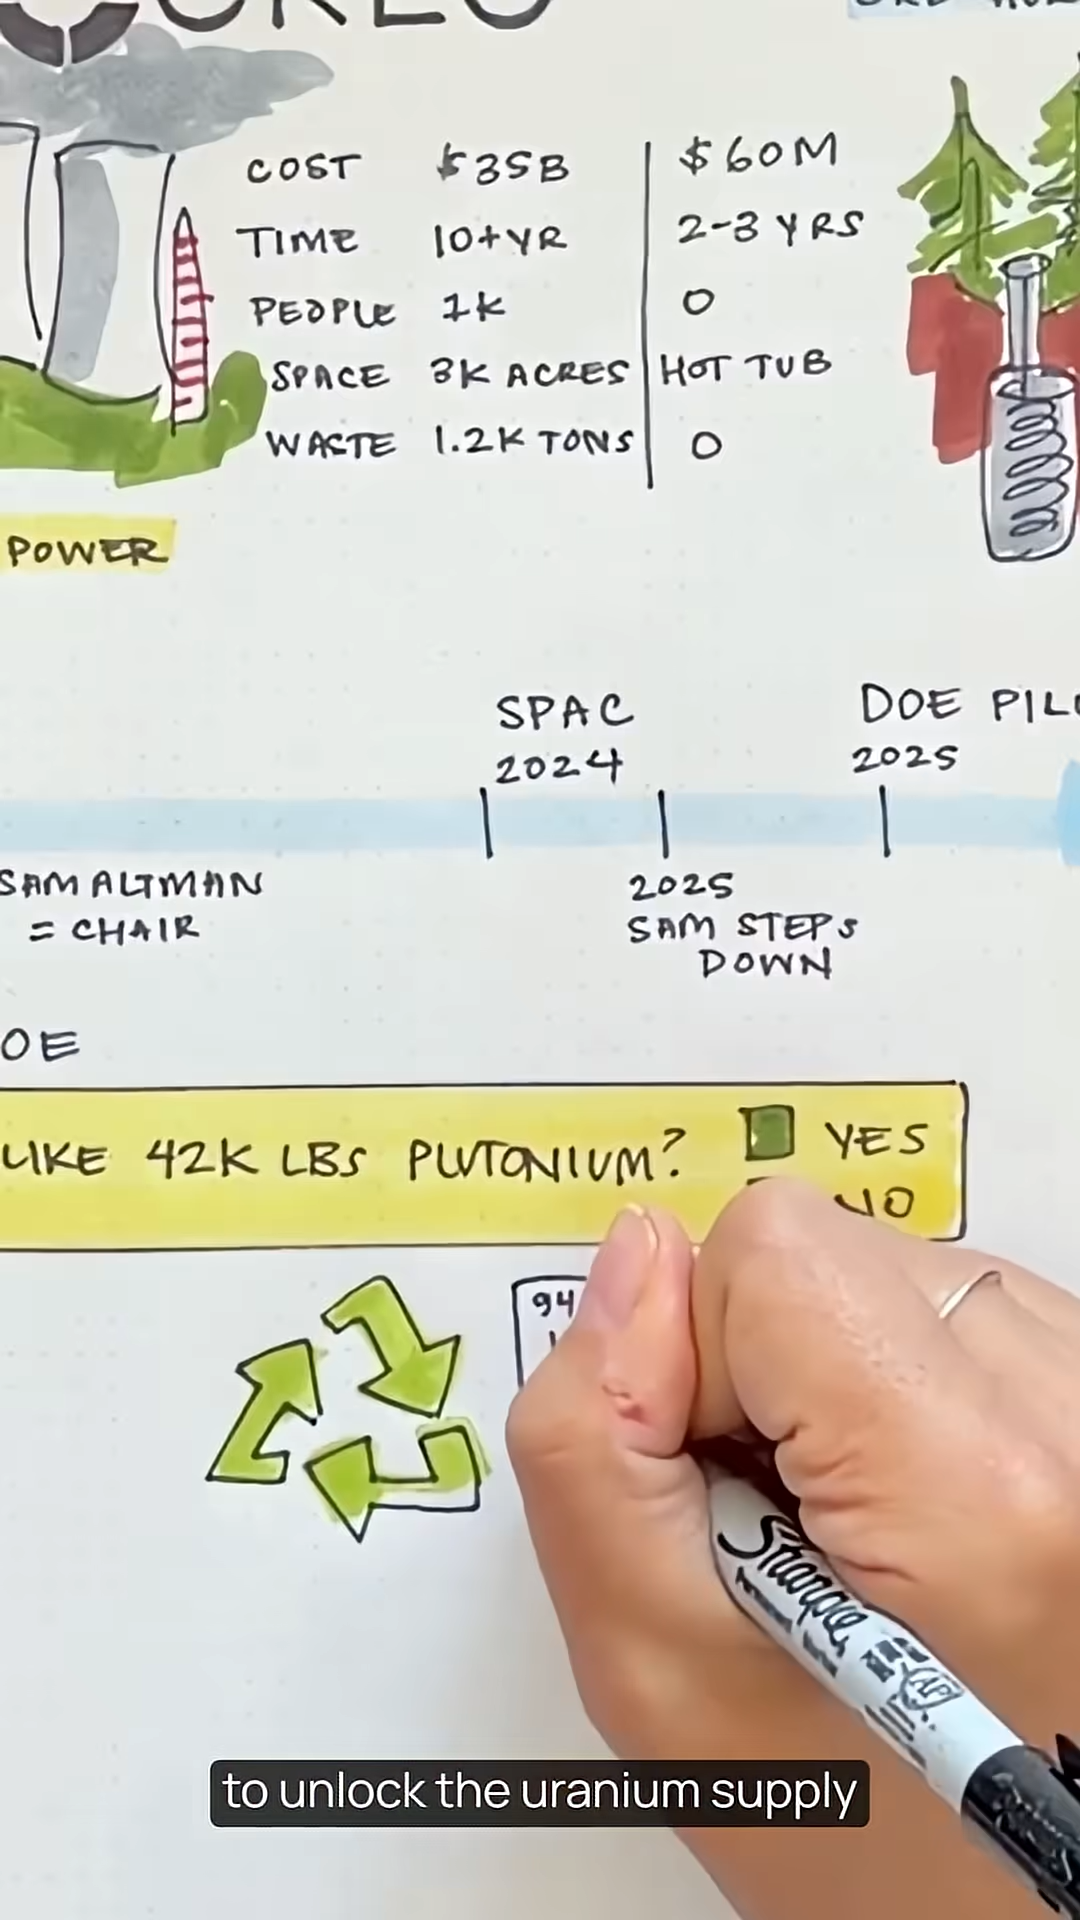 COST $35B $60M
TIME 10+YR 2-3 YRS
PEOPLE 1K 0
SPACE 3K ACRES HOT TUB
WASTE 1.2K TONS 0
POWER
SPAC
2024
DOE PIL
2025
SAM ALTMAN
= CHAIR
2025
SAM STEPS
DOWN
OE
LIKE 42K LBS PLUTONIUM? YES
NO
94
Sharpie
AP
to unlock the uranium supply